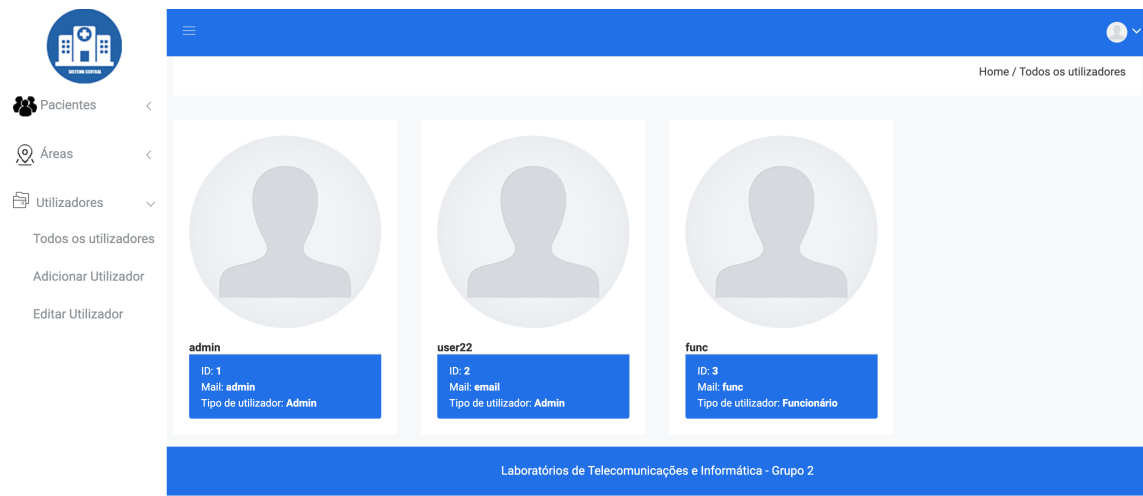 SISTEMA CENTRAL
Home / Todos os utilizadores
Pacientes
Áreas
Utilizadores
Todos os utilizadores
Adicionar Utilizador
Editar Utilizador
admin
ID: 1
Mail: admin
Tipo de utilizador: Admin
user22
ID: 2
Mail: email
Tipo de utilizador: Admin
func
ID: 3
Mail: func
Tipo de utilizador: Funcionário
Laboratórios de Telecomunicações e Informática - Grupo 2